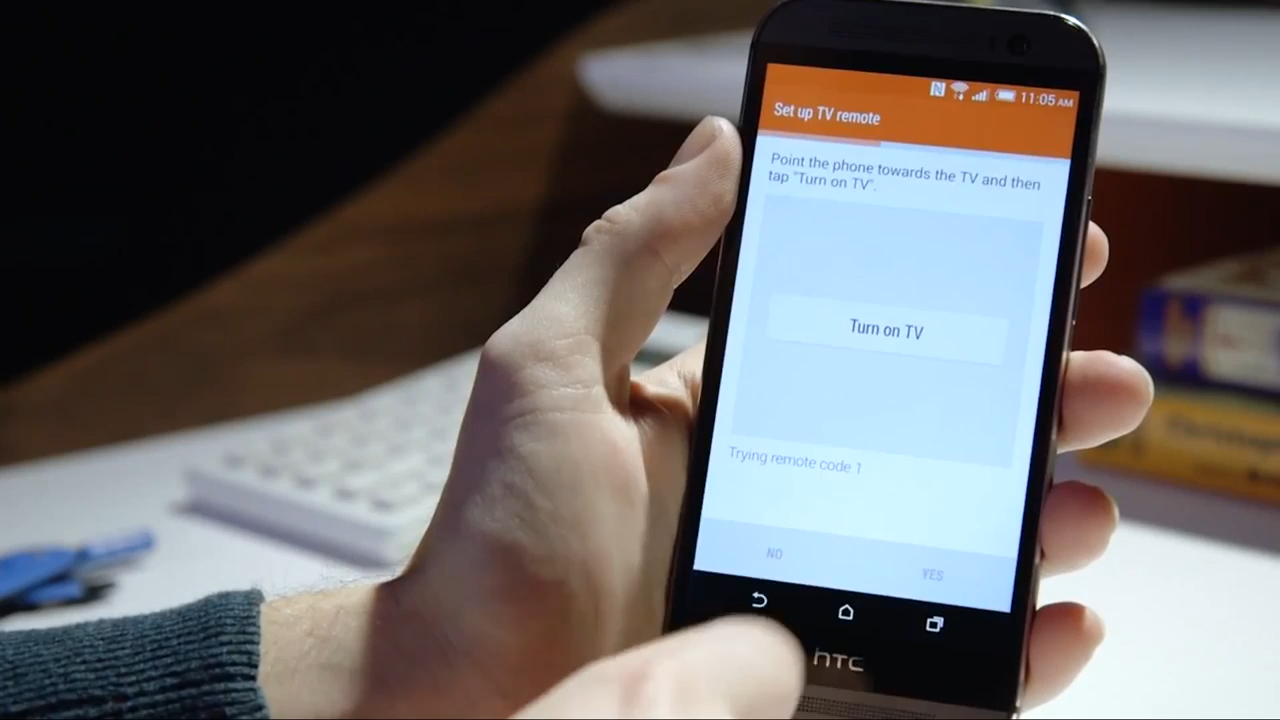 11:05 AM
Set up TV remote
Point the phone towards the TV and then
tap "Turn on TV".
Turn on TV
Trying remote code 1
NO
YES
hTC